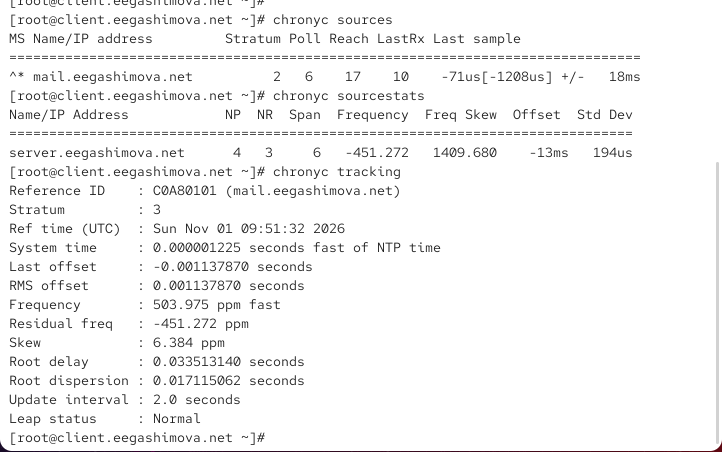 [root@client.eegashimova.net ~]#
[root@client.eegashimova.net ~]# chronyc sources
MS Name/IP address         Stratum Poll Reach LastRx Last sample
===============================================================================
^* mail.eegashimova.net          2   6    17    10    -71us[-1208us] +/-   18ms
[root@client.eegashimova.net ~]# chronyc sourcestats
Name/IP Address            NP  NR  Span  Frequency  Freq Skew  Offset  Std Dev
==============================================================================
server.eegashimova.net      4   3     6   -451.272   1409.680    -13ms   194us
[root@client.eegashimova.net ~]# chronyc tracking
Reference ID    : C0A80101 (mail.eegashimova.net)
Stratum         : 3
Ref time (UTC)  : Sun Nov 01 09:51:32 2026
System time     : 0.000001225 seconds fast of NTP time
Last offset     : -0.001137870 seconds
RMS offset      : 0.001137870 seconds
Frequency       : 503.975 ppm fast
Residual freq   : -451.272 ppm
Skew            : 6.384 ppm
Root delay      : 0.033513140 seconds
Root dispersion : 0.017115062 seconds
Update interval : 2.0 seconds
Leap status     : Normal
[root@client.eegashimova.net ~]#